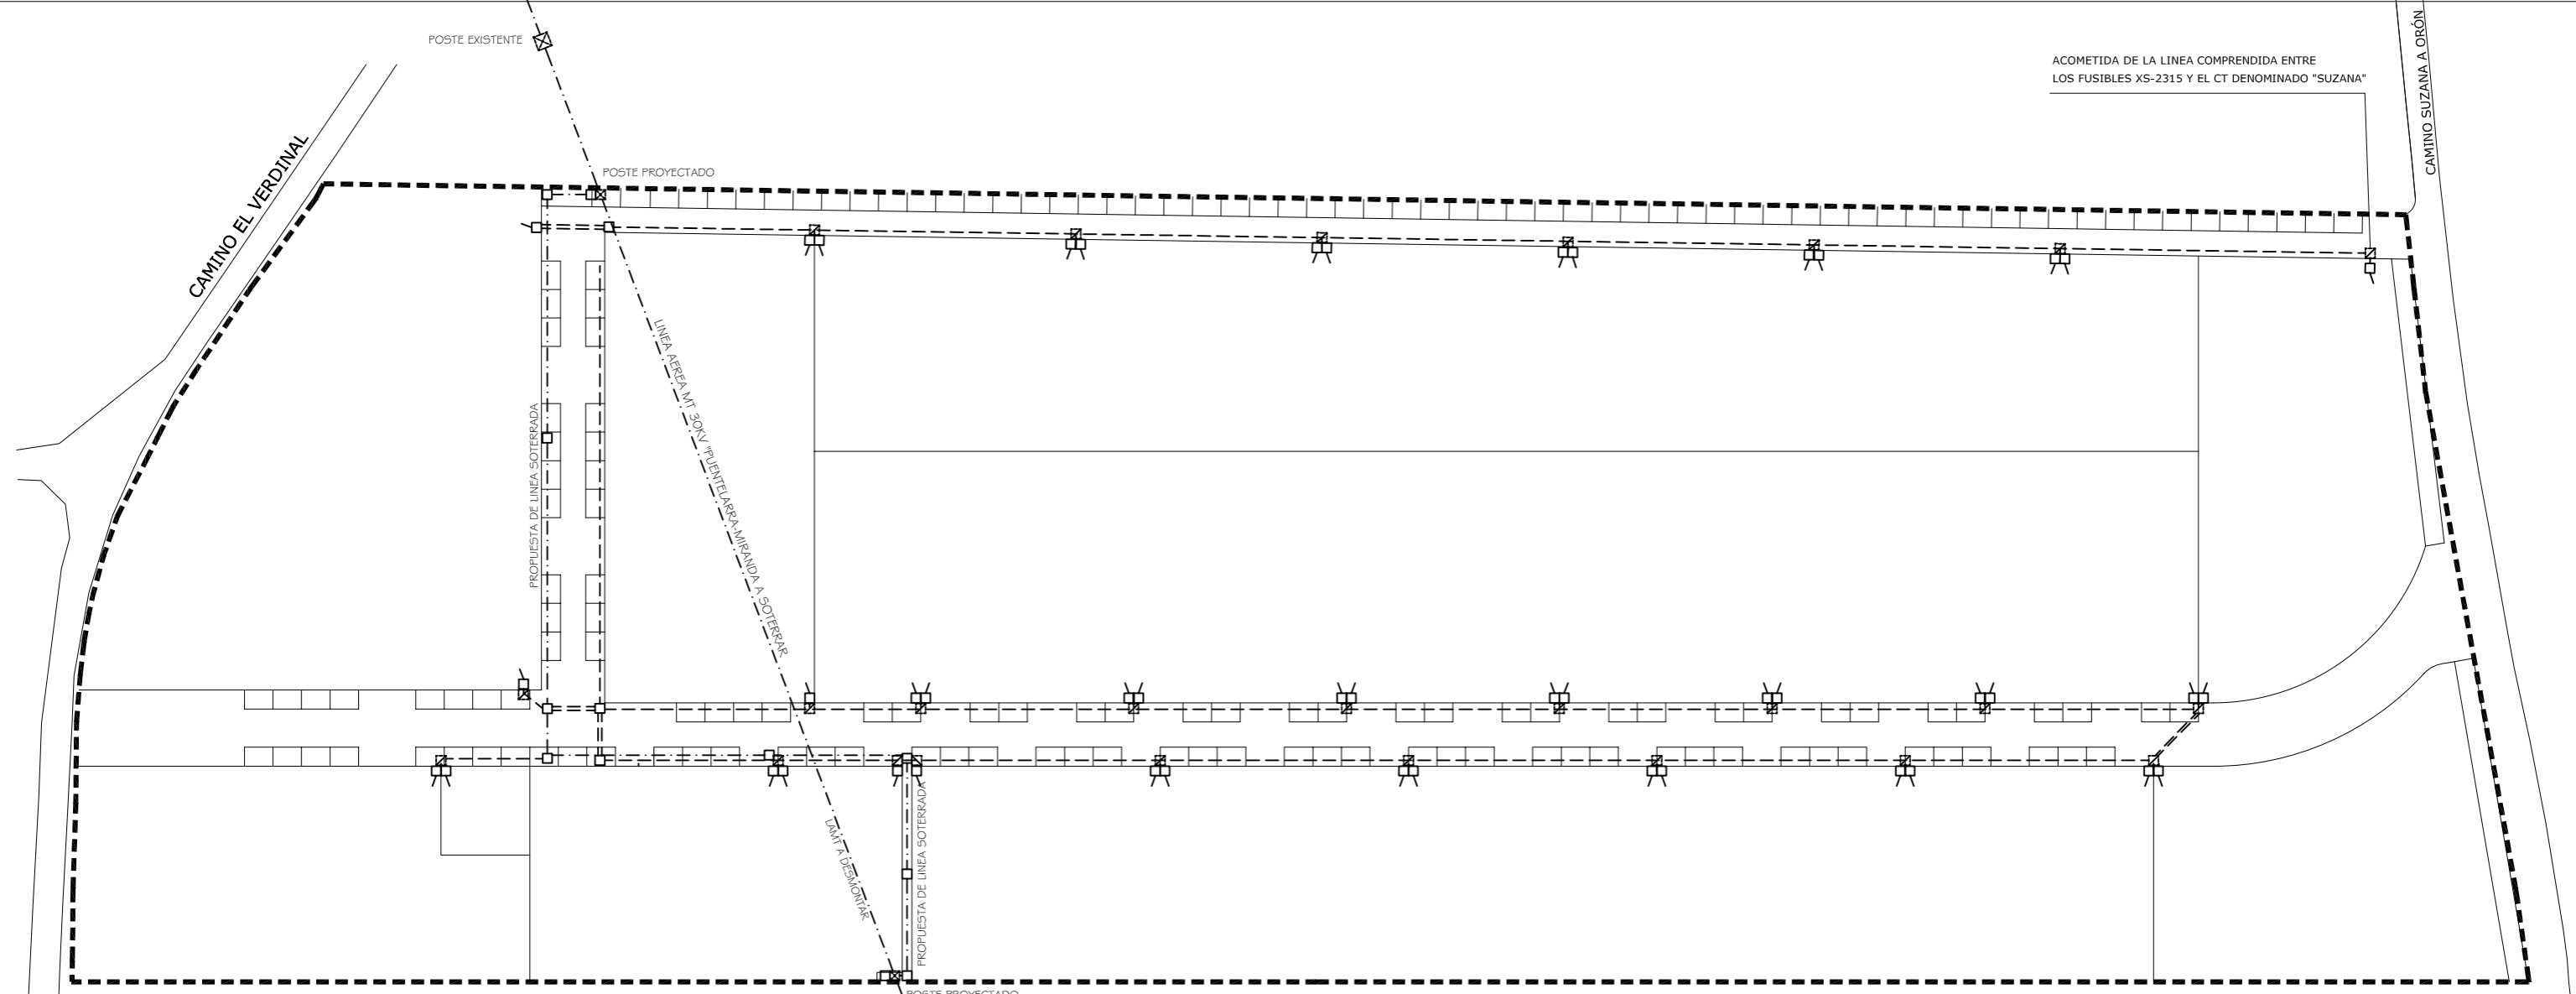 POSTE EXISTENTE
CAMINO SUZANA A ORÓN
ACOMETIDA DE LA LINEA COMPRENDIDA ENTRE
LOS FUSIBLES XS-2315 Y EL CT DENOMINADO "SUZANA"
CAMINO EL VERDINAL
POSTE PROYECTADO
LINEA AEREA MT 30KV "PUENTELARRA-MIRANDA A SOTERRAR
PROPUESTA DE LINEA SOTERRADA
LAMT A DESMONTAR
PROPUESTA DE LINEA SOTERRADA
POSTE PROYECTADO